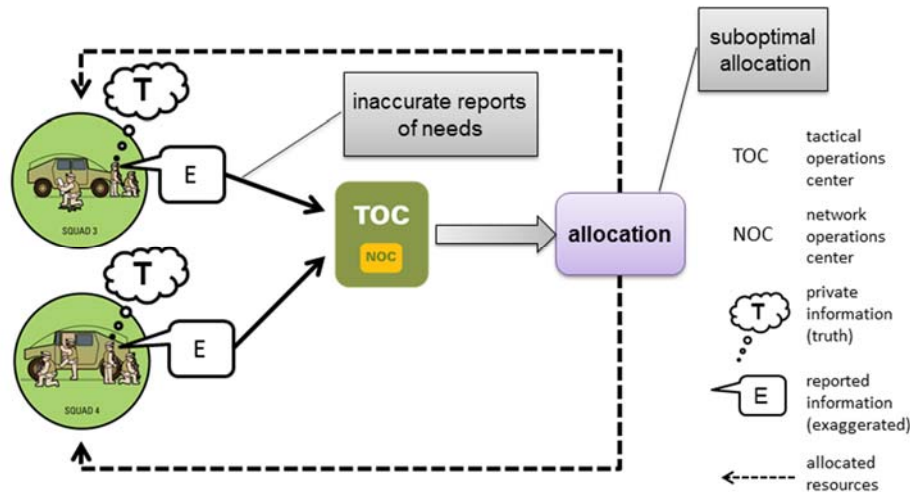 T
E
SQUAD 3
inaccurate reports
of needs
suboptimal
allocation
TOC
NOC
allocation
T
E
SQUAD 4
TOC
tactical
operations
center
NOC
network
operations
center
T
private
information
(truth)
E
reported
information
(exaggerated)
allocated
resources